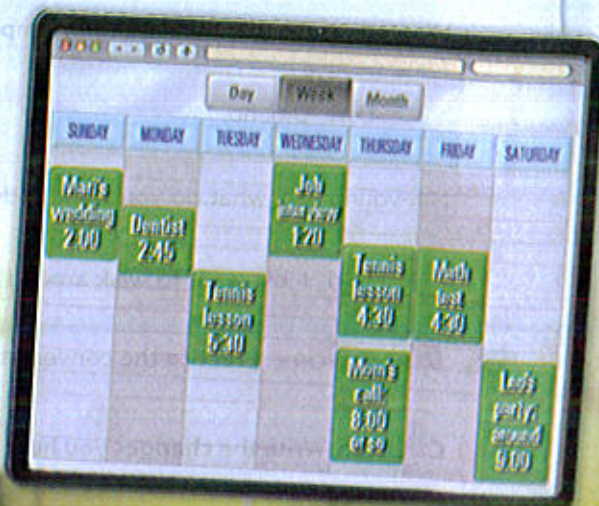 Day Week Month
SUNDAY MONDAY TUESDAY WEDNESDAY THURSDAY FRIDAY SATURDAY
Mari's
wedding
2:00
Dentist
2:45
Tennis
lesson
5:30
Job
interview
1:20
Tennis
lesson
4:30
Mom's
call:
8:00
or so
Math
test
4:30
Leo's
party:
around
9:00